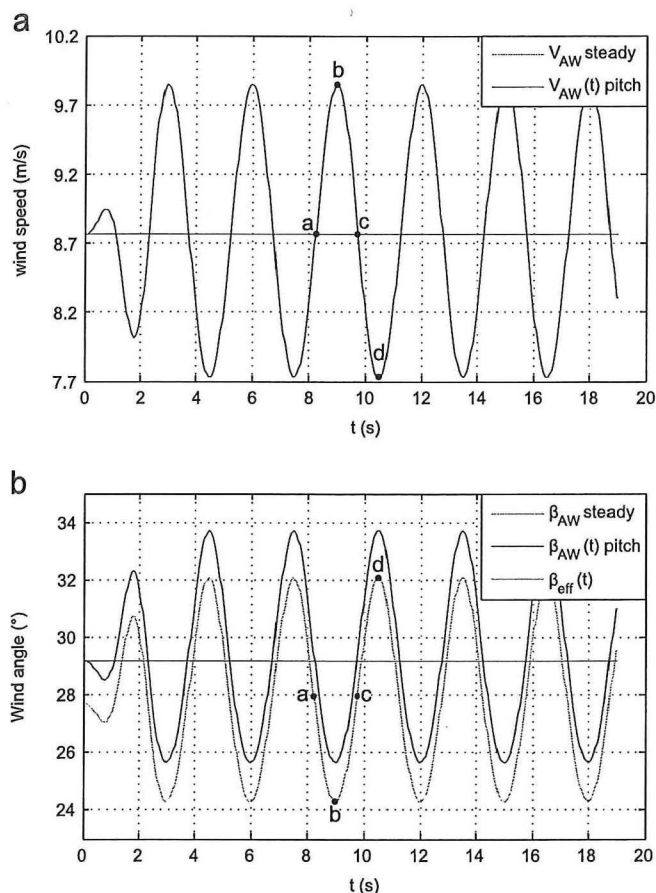 a
10.2
9.7
9.2
8.7
8.2
7.7
wind speed (m/s)
V_AW steady
V_AW (t) pitch
b
a
c
d
0 2 4 6 8 10 12 14 16 18 20
t (s)
b
34
32
30
28
26
24
Wind angle (°)
β_AW steady
β_AW (t) pitch
β_eff (t)
d
a
c
b
0 2 4 6 8 10 12 14 16 18 20
t (s)